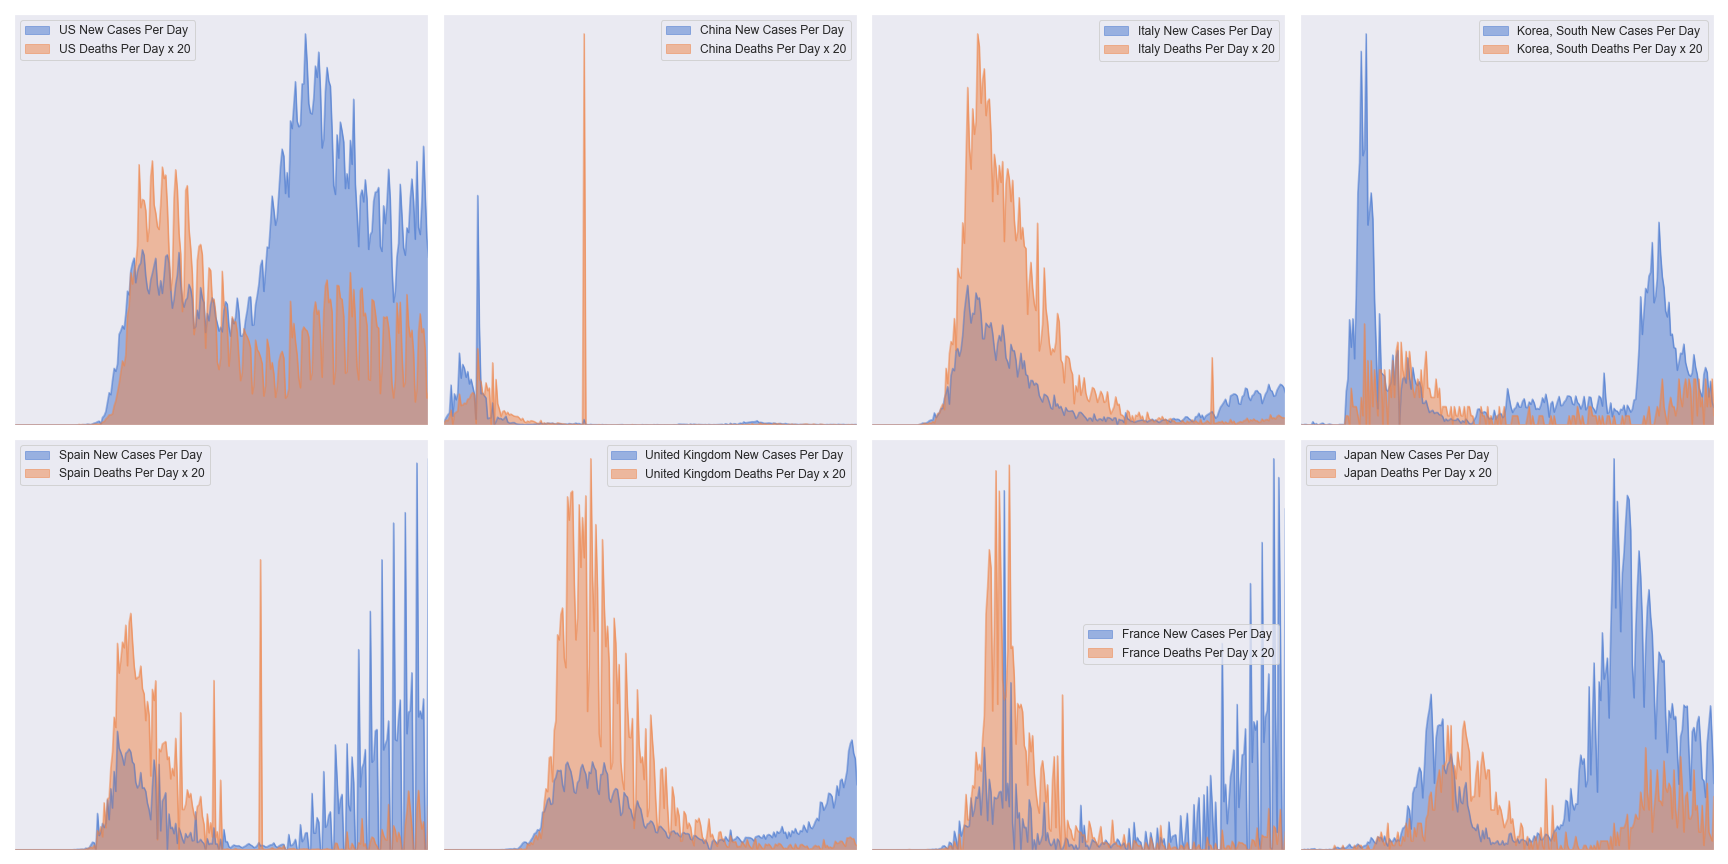 US New Cases Per Day
US Deaths Per Day x 20
China New Cases Per Day
China Deaths Per Day x 20
Italy New Cases Per Day
Italy Deaths Per Day x 20
Korea, South New Cases Per Day
Korea, South Deaths Per Day x 20
Spain New Cases Per Day
Spain Deaths Per Day x 20
United Kingdom New Cases Per Day
United Kingdom Deaths Per Day x 20
France New Cases Per Day
France Deaths Per Day x 20
Japan New Cases Per Day
Japan Deaths Per Day x 20